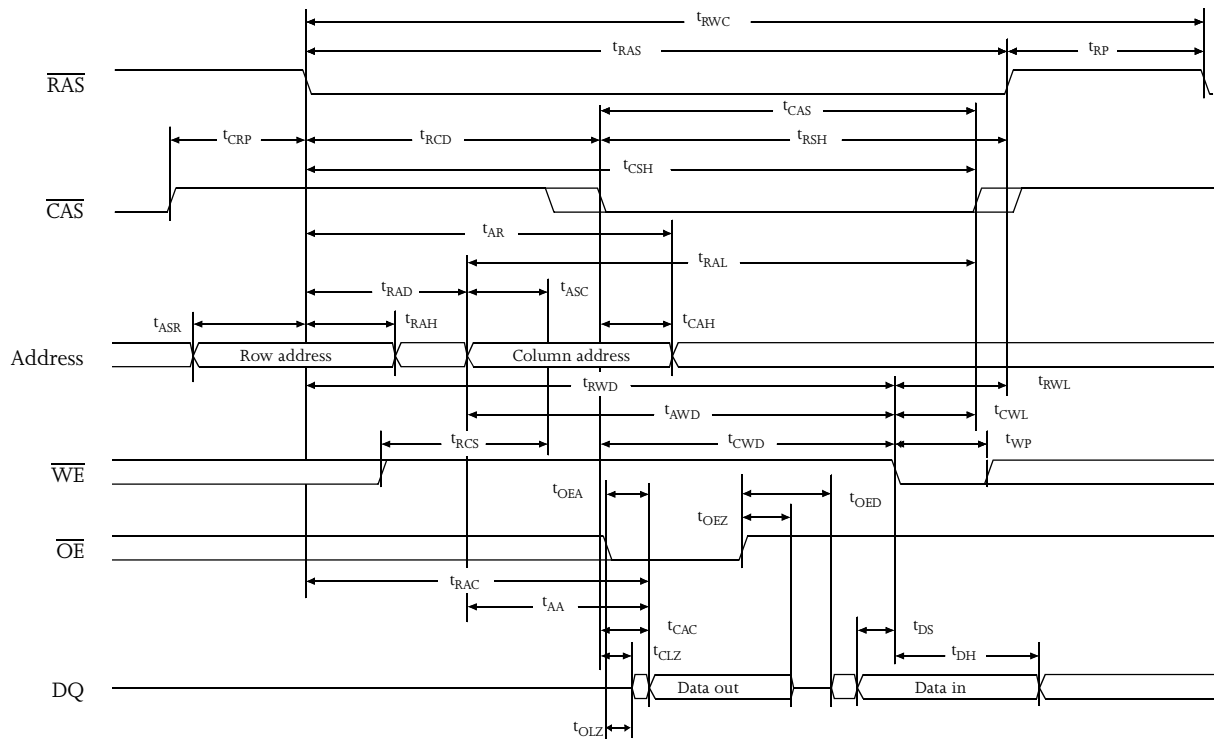 tRWC
tRAS
tRP
RAS
tCAS
tCRP
tRCD
tRSH
tCSH
CAS
tAR
tRAL
tRAD
tASC
tASR
tRAH
tCAH
Address
Row address
Column address
tRWD
tRWL
tAWD
tCWL
tRCS
tCWD
tWP
WE
tOEA
tOED
tOEZ
OE
tRAC
tAA
tCAC
tDS
tCLZ
tDH
DQ
Data out
Data in
tOLZ